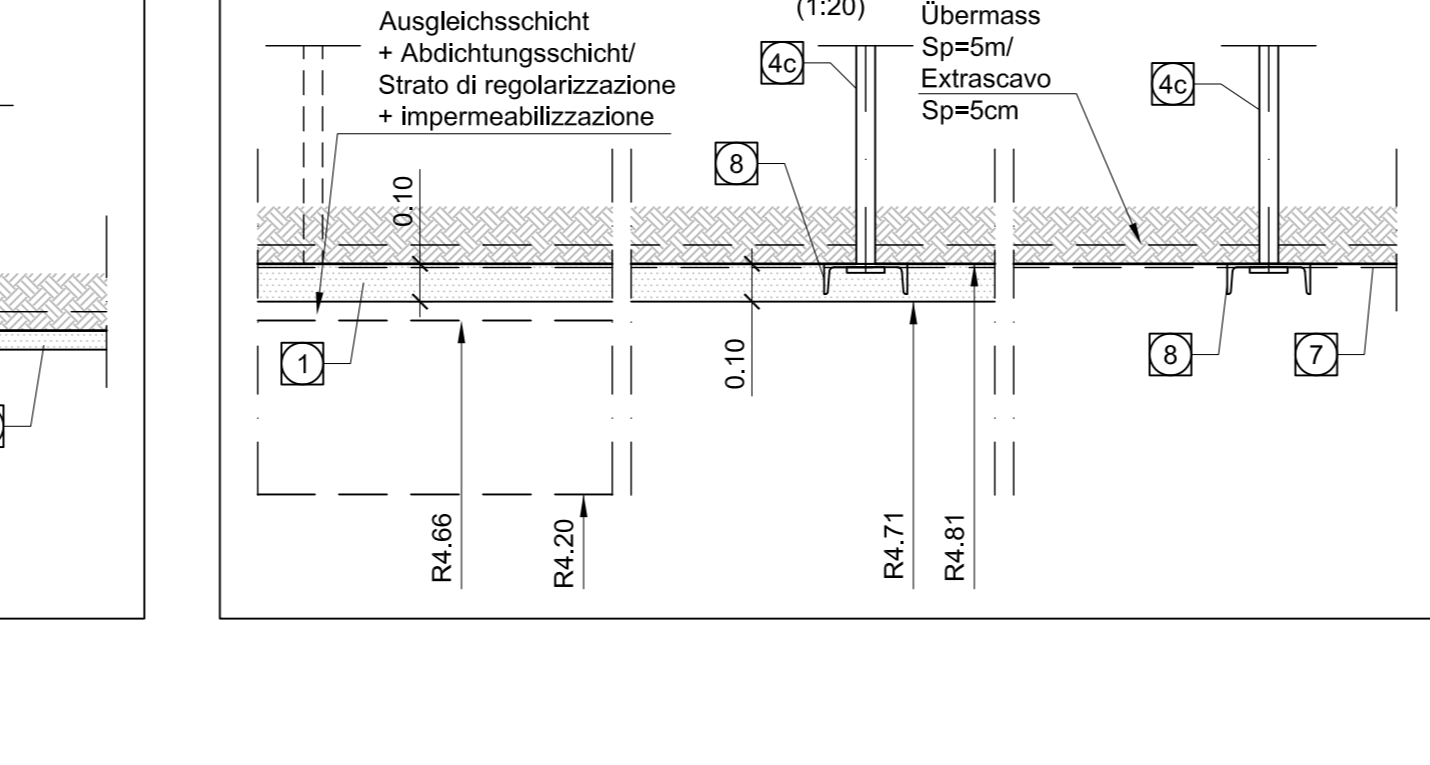 Ausgleichsschicht
+ Abdichtungsschicht/
Strato di regolarizzazione
+ impermeabilizzazione
(1:20)
4c
Übermass
Sp=5m/
Extrascavo
Sp=5cm
4c
8
0.10
1
0.10
8
7
R4.66
R4.20
R4.71
R4.81